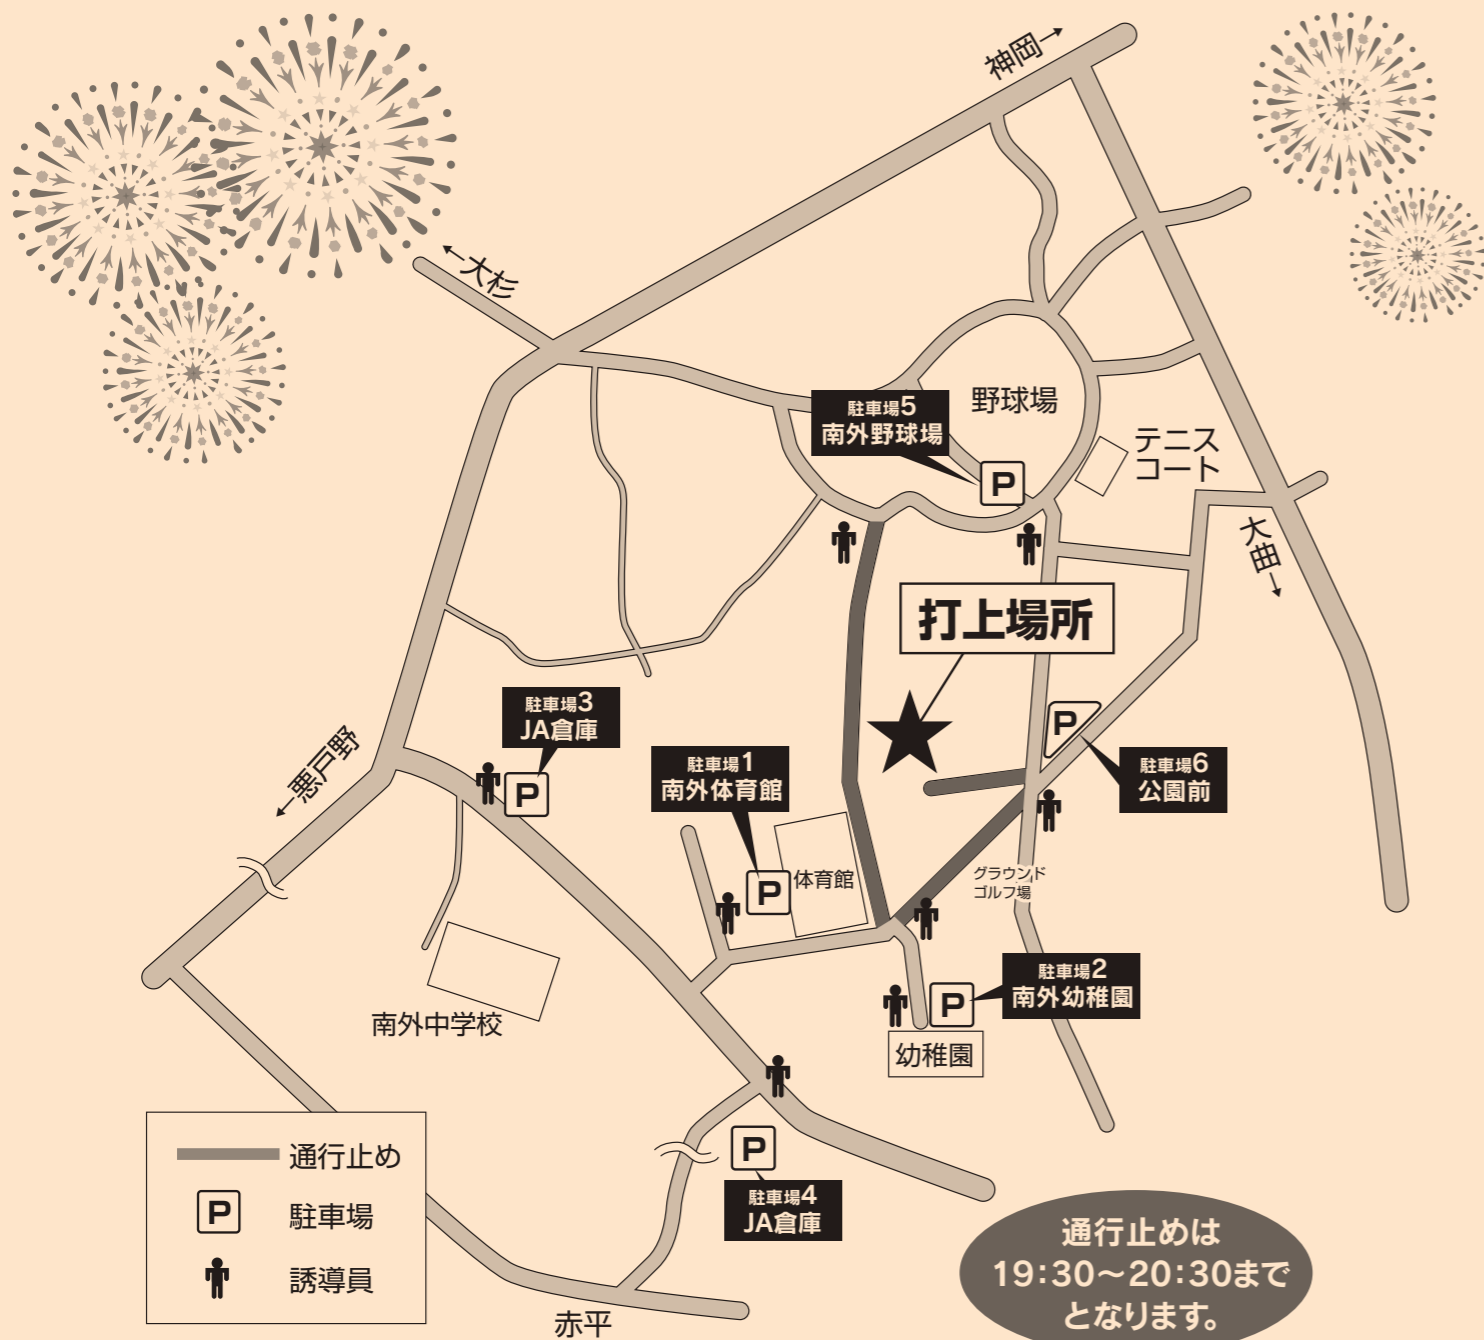 神岡→
←大杉
駐車場5
南外野球場
野球場
P
テニス
コート
大曲→
打上場所
駐車場3
JA倉庫
P
←悪戸野
駐車場1
南外体育館
P
体育館
P
駐車場6
公園前
グラウンド
ゴルフ場
駐車場2
南外幼稚園
P
幼稚園
南外中学校
P
駐車場4
JA倉庫
赤平
通行止め
P 駐車場
誘導員
通行止めは
19:30〜20:30まで
となります。